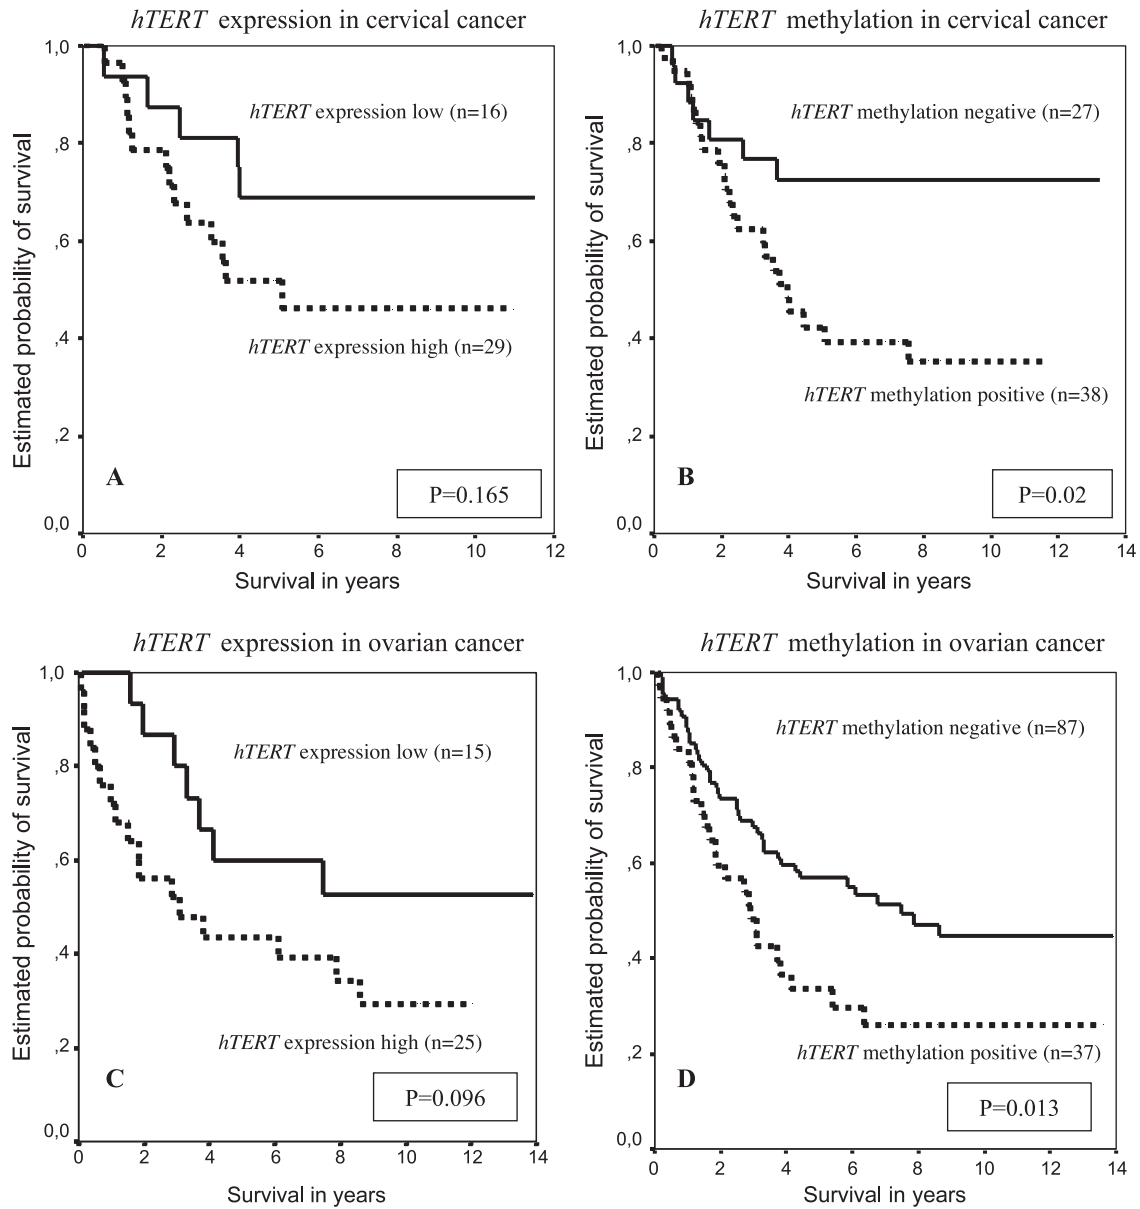 hTERT expression in cervical cancer
Estimated probability of survival
1,0
,8
,6
,4
,2
0,0
hTERT expression low (n=16)
hTERT expression high (n=29)
A
P=0.165
0 2 4 6 8 10 12
Survival in years
hTERT methylation in cervical cancer
Estimated probability of survival
1,0
,8
,6
,4
,2
0,0
hTERT methylation negative (n=27)
hTERT methylation positive (n=38)
B
P=0.02
0 2 4 6 8 10 12 14
Survival in years
hTERT expression in ovarian cancer
Estimated probability of survival
1,0
,8
,6
,4
,2
0,0
hTERT expression low (n=15)
hTERT expression high (n=25)
C
P=0.096
0 2 4 6 8 10 12 14
Survival in years
hTERT methylation in ovarian cancer
Estimated probability of survival
1,0
,8
,6
,4
,2
0,0
hTERT methylation negative (n=87)
hTERT methylation positive (n=37)
D
P=0.013
0 2 4 6 8 10 12 14
Survival in years